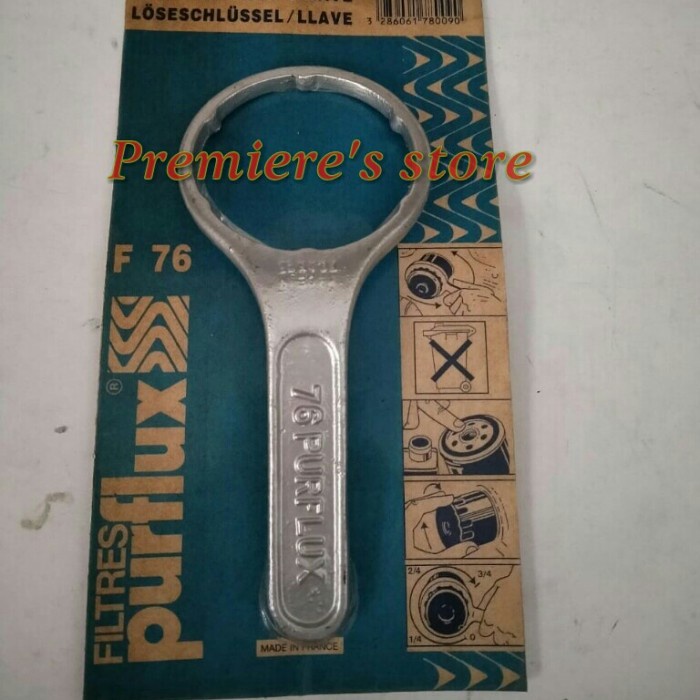 LÖSESCHLÜSSEL/LLAVE
3 286061 780090
Premiere's store
F 76
FILTRES
purflux®
76 PURFLUX
2/4
3/4
1/4
0
MADE IN FRANCE